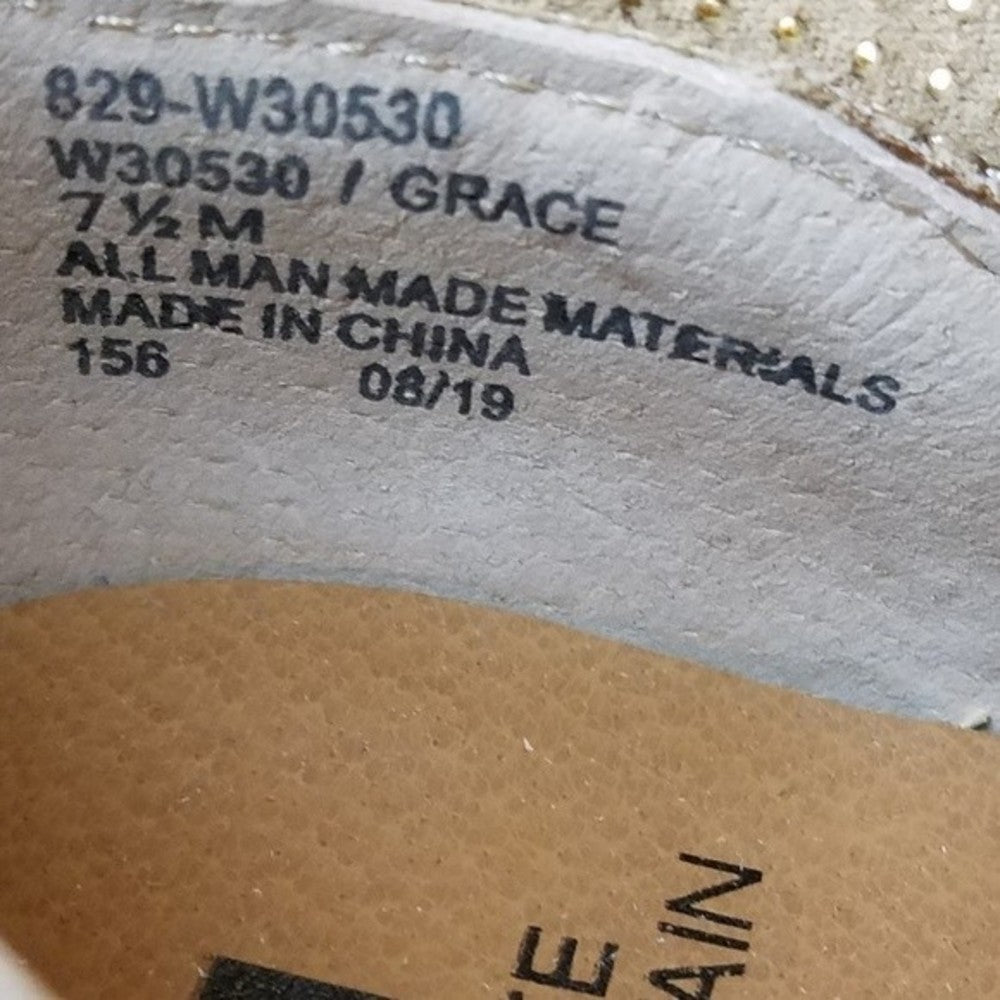 829-W30530
W30530 / GRACE
7 ½ M
ALL MAN MADE MATERIALS
MADE IN CHINA
156 08/19